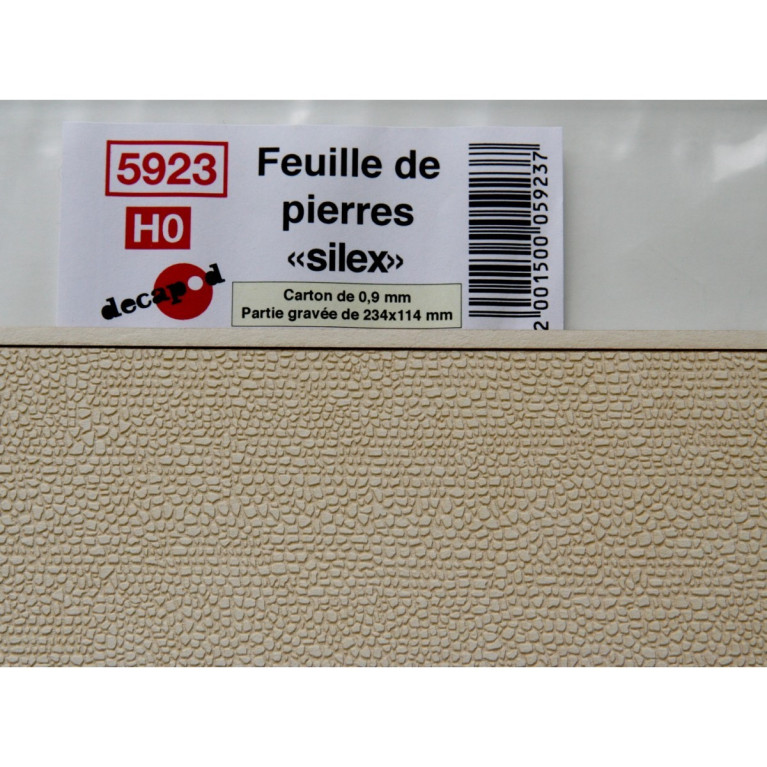 5923
H0
decapod
Feuille de
pierres
«silex»
Carton de 0,9 mm
Partie gravée de 234x114 mm
2 001500 059237